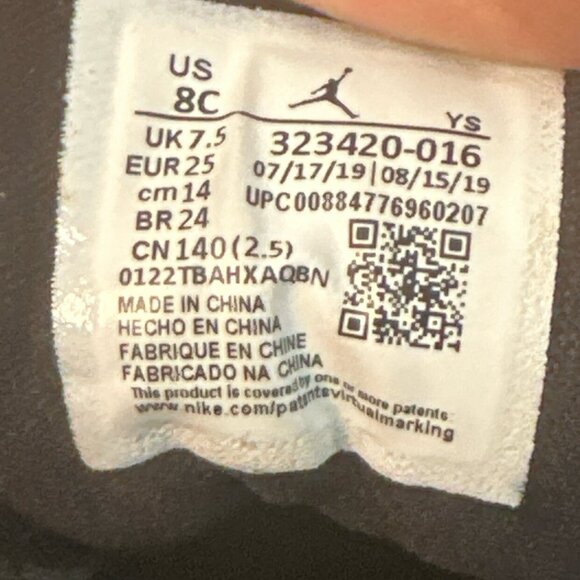 US
8C
YS
UK 7.5
323420-016
EUR 25
07/17/19|08/15/19
cm 14
UPC00884776960207
BR 24
CN 140 (2.5)
0122TBAHXAQBN
MADE IN CHINA
HECHO EN CHINA
FABRIQUE EN CHINE
FABRICADO NA CHINA
This product is covered by one or more patents:
www.nike.com/patentsvirtualmarking